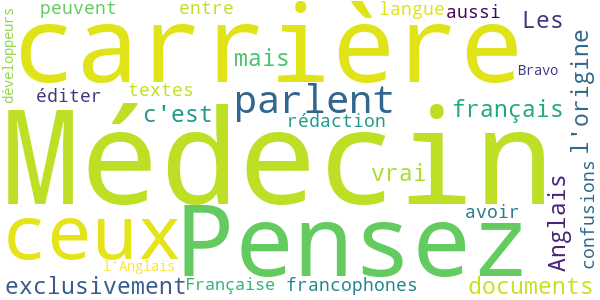 peuvent entre langue aussi Les
carrière
développeurs
mais
Bravo
éditer textes
c'est parlent français l'origine
rédaction
Médecin
vrai
confusions
Anglais
ceux Pensez avoir
l'Anglais
exclusivement Française francophones documents